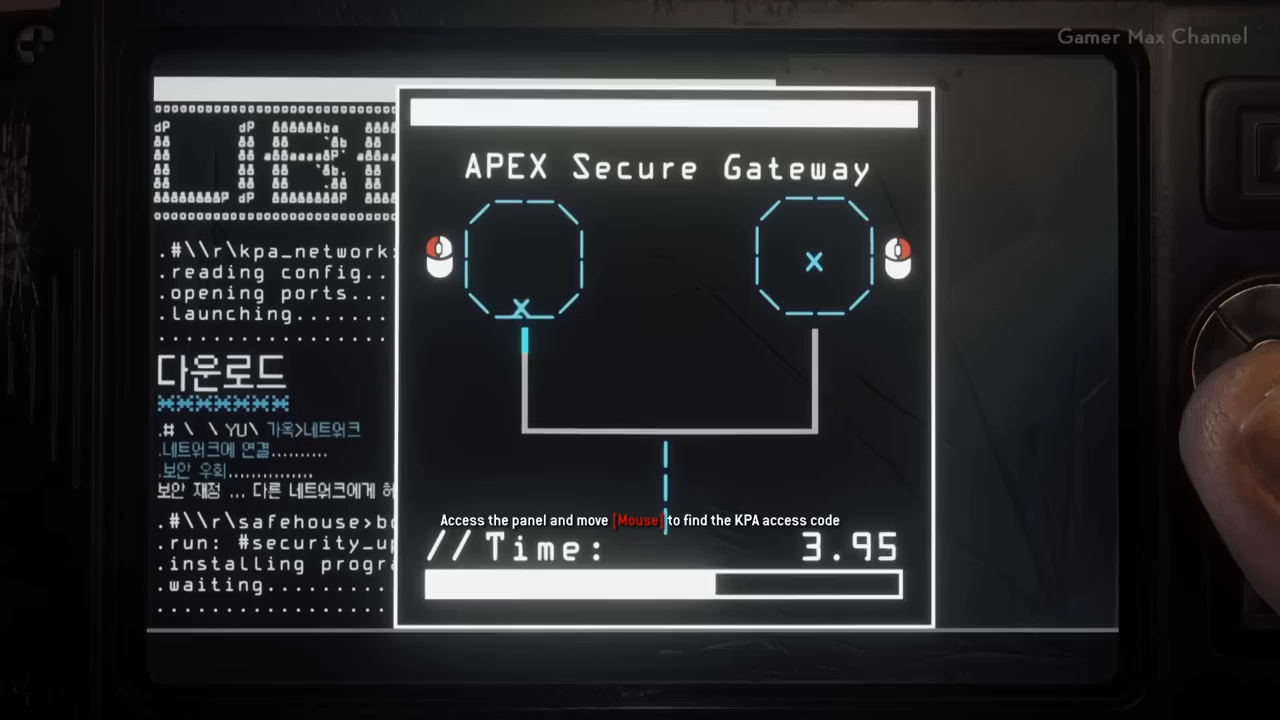 Gamer Max Channel
APEX Secure Gateway
.#\\r\kpa_network
.reading config..
.opening ports...
.launching.......
.................
다운로드
*******
.# \ \ YU\ 가옥>네트워크
.네트워크에 연결..........
.보안 우회...............
보안 재정 ... 다른 네트워크에게 허
.#\\r\safehouse>bo
.run: #security_up
.installing progra
.waiting..........
.................
Access the panel and move [Mouse] to find the KPA access code
//Time: 3.95